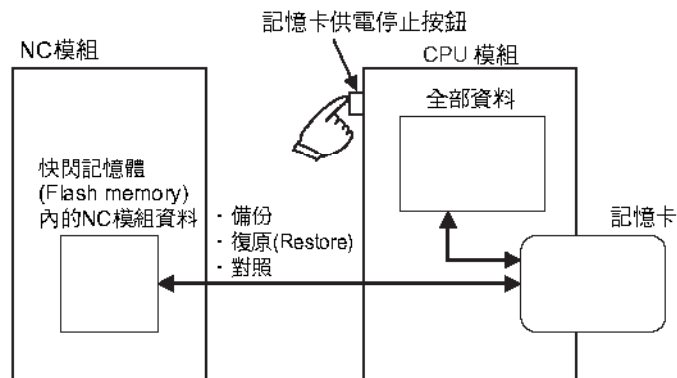 記憶卡供電停止按鈕
NC模組
CPU 模組
全部資料
快閃記憶體
(Flash memory)
內的NC模組資料
· 備份
· 復原(Restore)
· 對照
記憶卡